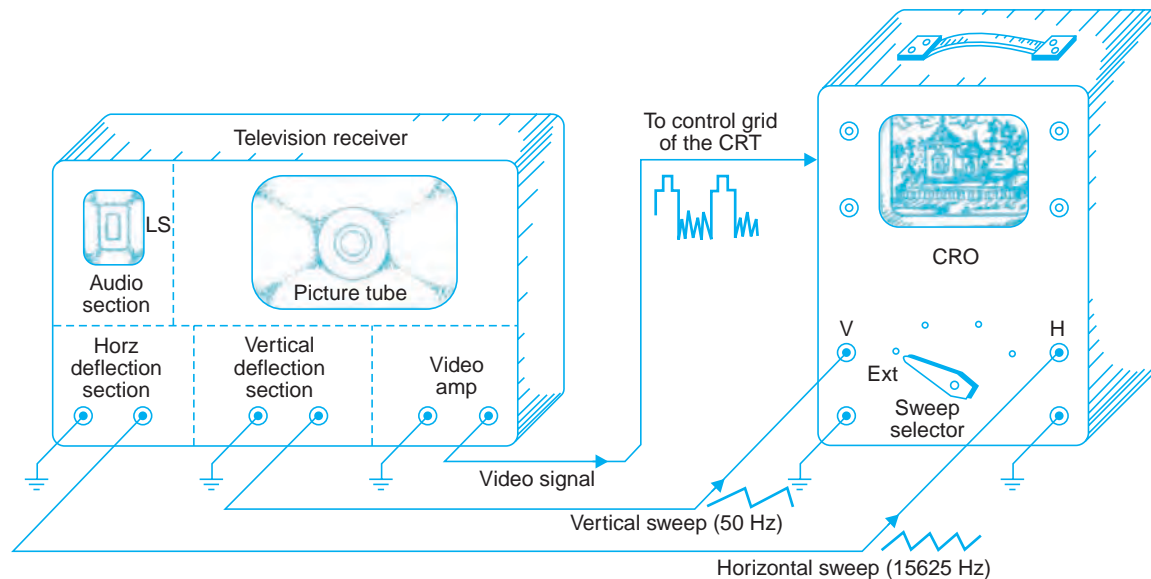 Television receiver
LS
Audio
section
Picture tube
Horz
deflection
section
Vertical
deflection
section
Video
amp
To control grid
of the CRT
CRO
V
H
Ext
Sweep
selector
Video signal
Vertical sweep (50 Hz)
Horizontal sweep (15625 Hz)